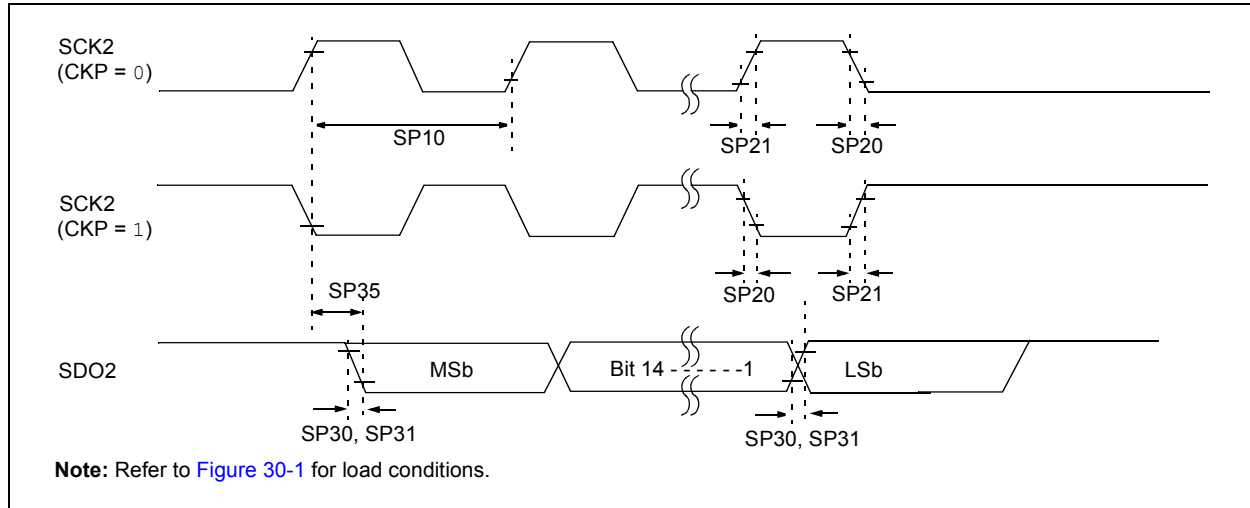 SCK2
(CKP = 0)
SP10
SP21
SP20
SCK2
(CKP = 1)
SP35
SP20
SP21
SDO2
MSb
Bit 14 - - - - - -1
LSb
SP30, SP31
SP30, SP31
Note: Refer to Figure 30-1 for load conditions.